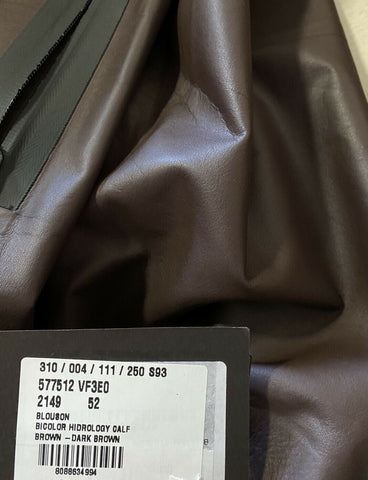 310 / 004 / 111 / 250 S93
577512 VF3E0
2149 52
BLOUSON
BICOLOR HIDROLOGY CALF
BROWN -DARK BROWN
8088634994